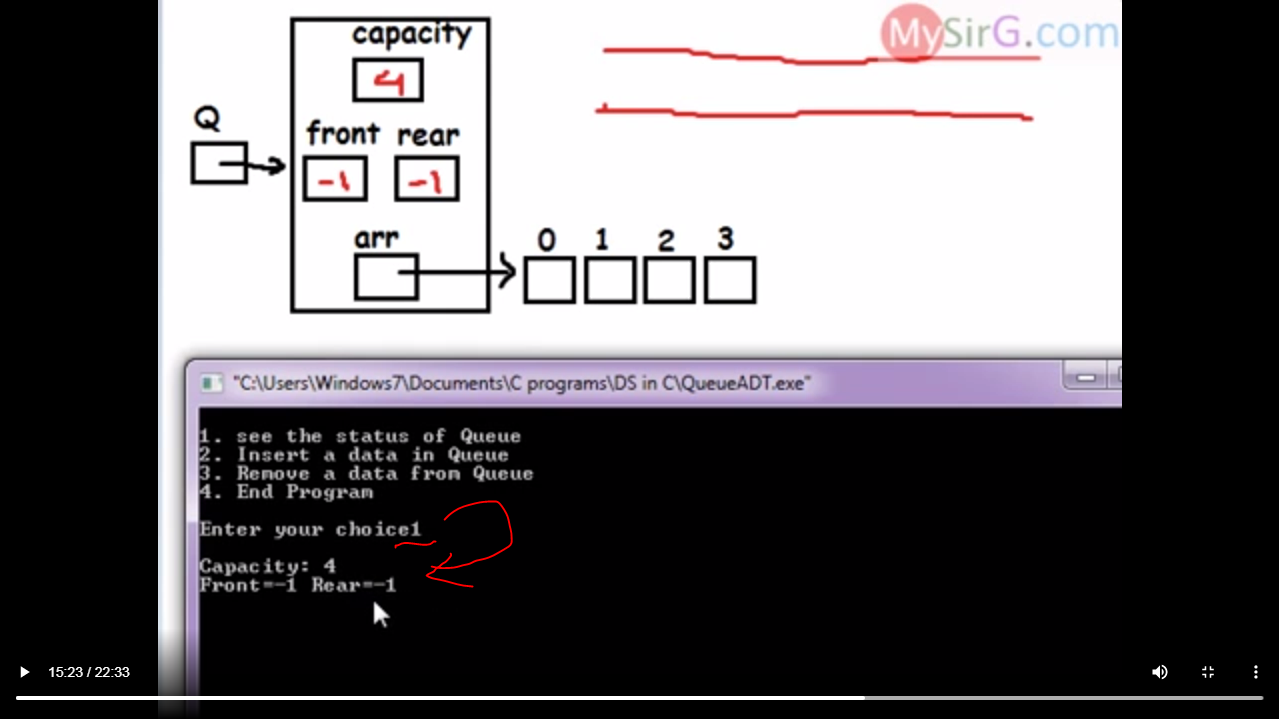 capacity
MySirG.com
4
Q
front rear
-1 -1
arr
0 1 2 3
"C:\Users\Windows7\Documents\C programs\DS in C\QueueADT.exe"
1. see the status of Queue
2. Insert a data in Queue
3. Remove a data from Queue
4. End Program
Enter your choice1
Capacity: 4
Front=-1 Rear=-1
15:23 / 22:33